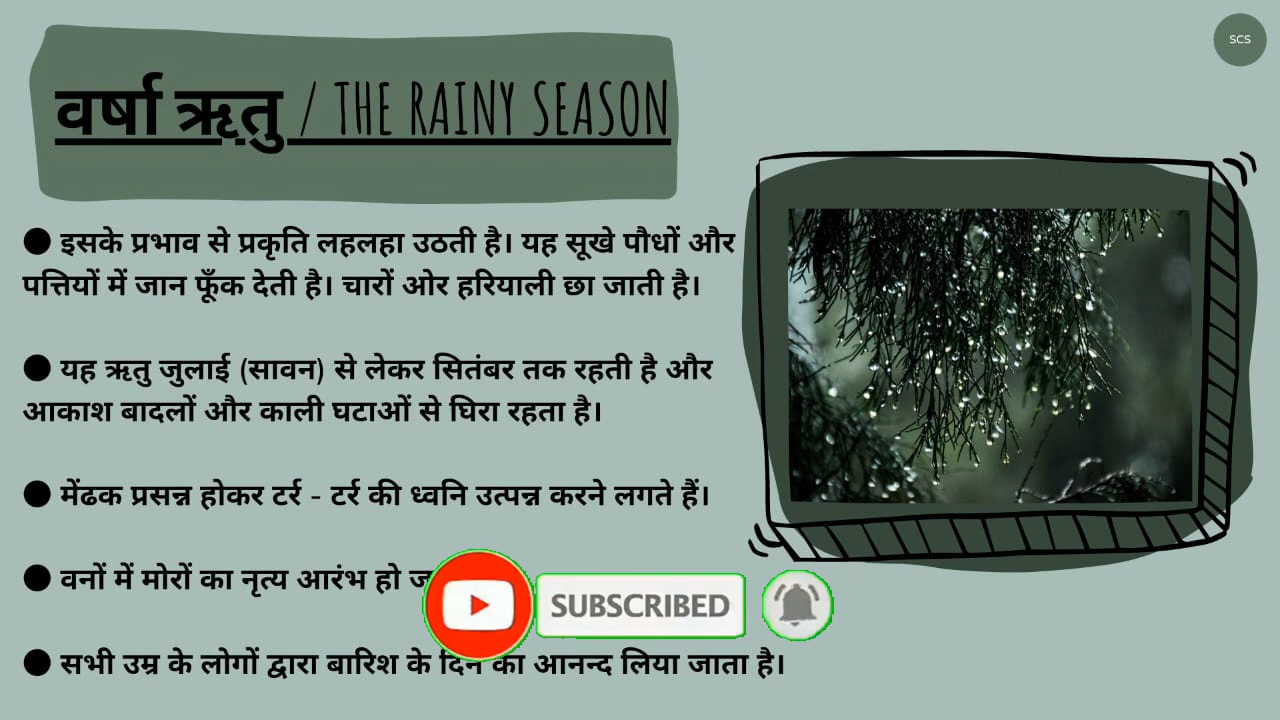 SCS
वर्षा ऋतु / THE RAINY SEASON
● इसके प्रभाव से प्रकृति लहलहा उठती है। यह सूखे पौधों और
पत्तियों में जान फूँक देती है। चारों ओर हरियाली छा जाती है।
● यह ऋतु जुलाई (सावन) से लेकर सितंबर तक रहती है और
आकाश बादलों और काली घटाओं से घिरा रहता है।
● मेंढक प्रसन्न होकर टर्र - टर्र की ध्वनि उत्पन्न करने लगते हैं।
● वनों में मोरों का नृत्य आरंभ हो
SUBSCRIBED
● सभी उम्र के लोगों द्वारा बारिश के दिन का आनन्द लिया जाता है।